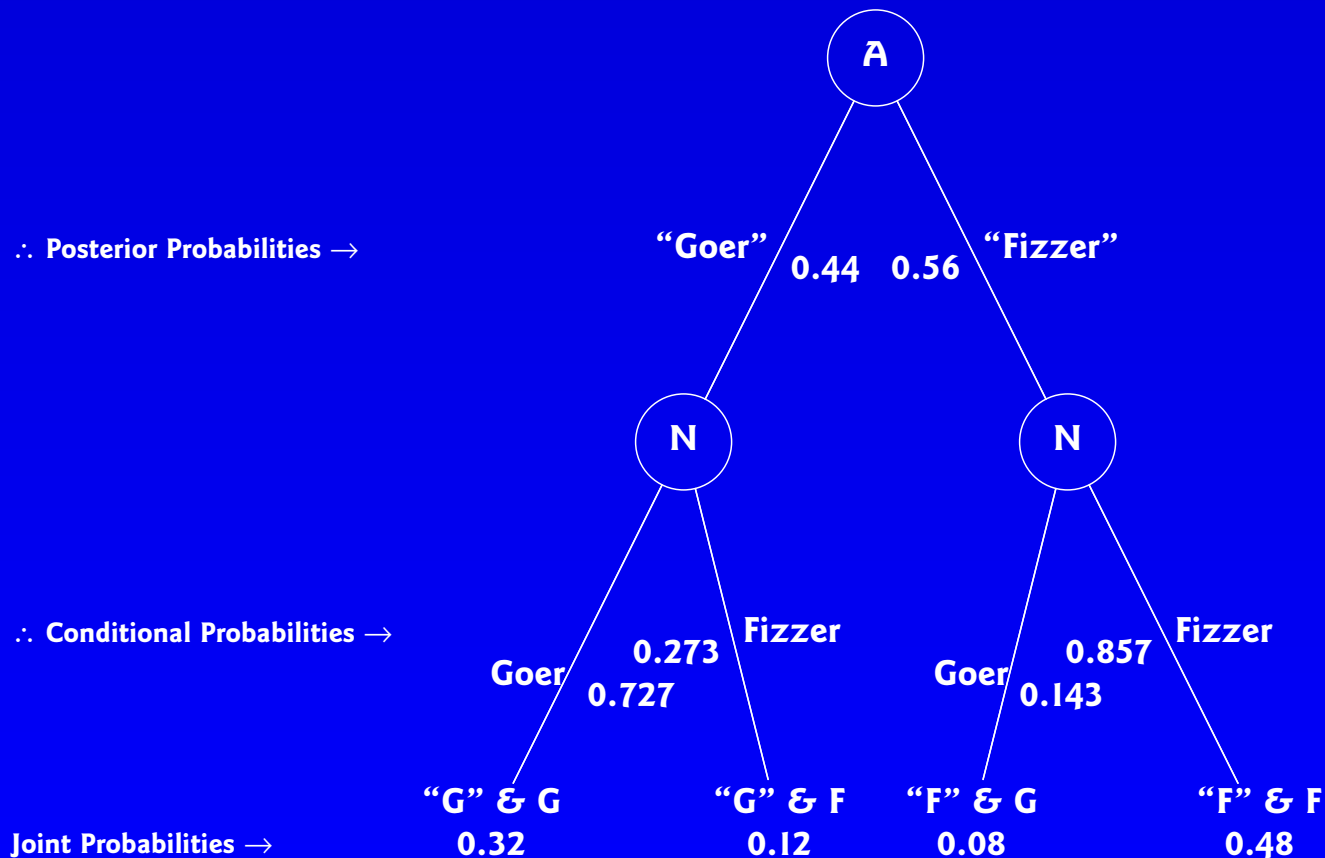 A
∴ Posterior Probabilities →
“Goer” “Fizzer”
0.44 0.56
N N
∴ Conditional Probabilities →
Fizzer Fizzer
0.273 0.857
Goer Goer
0.727 0.143
“G” & G “G” & F “F” & G “F” & F
Joint Probabilities → 0.32 0.12 0.08 0.48